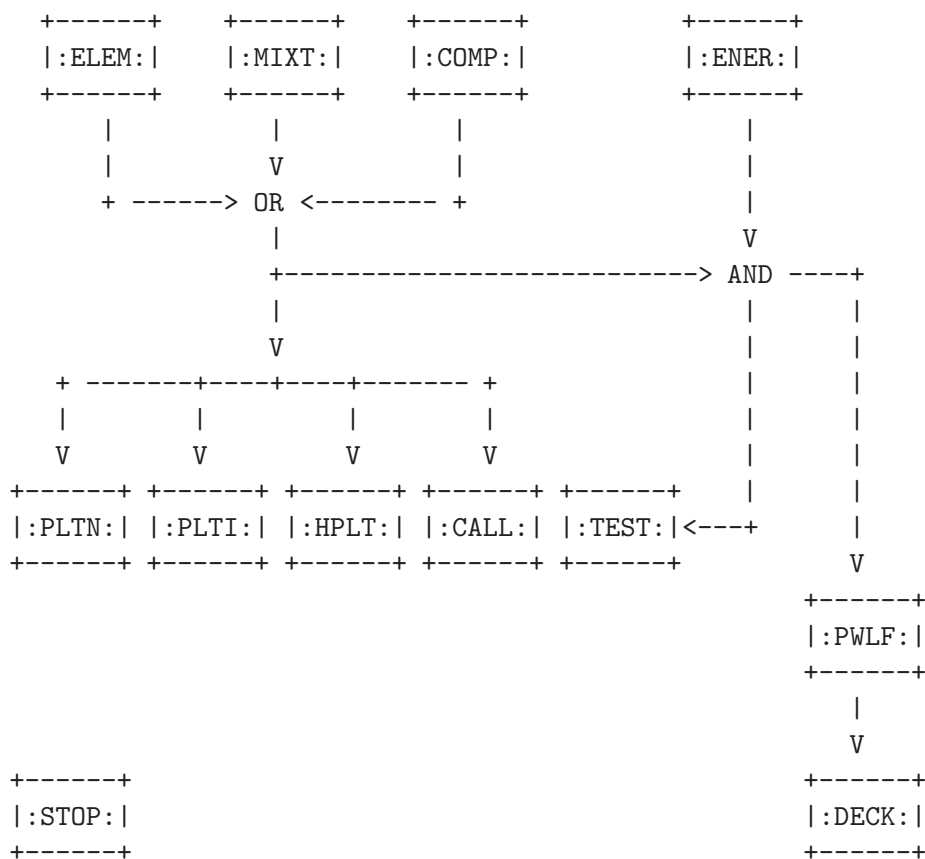 +------+    +------+    +------+          +------+
|:ELEM:|    |:MIXT:|    |:COMP:|          |:ENER:|
+------+    +------+    +------+          +------+
    |          |           |                  |
    |          V           |                  |
    + ------> OR <-------- +                  |
               |                              V
               +---------------------------> AND ----+
               |                              |      |
               V                              |      |
 + -------+----+----+------- +                |      |
 |        |         |        |                |      |
 V        V         V        V                |      |
+------+ +------+ +------+ +------+ +------+  |      |
|:PLTN:| |:PLTI:| |:HPLT:| |:CALL:| |:TEST:|<---+    |
+------+ +------+ +------+ +------+ +------+         V
                                                  +------+
                                                  |:PWLF:|
                                                  +------+
                                                     |
                                                     V
+------+                                          +------+
|:STOP:|                                          |:DECK:|
+------+                                          +------+